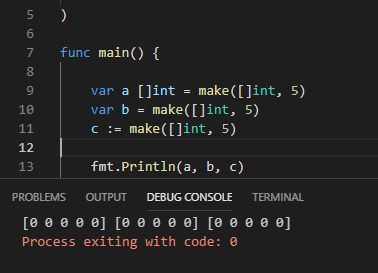 5 )
6
7 func main() {
8
9 var a []int = make([]int, 5)
10 var b = make([]int, 5)
11 c := make([]int, 5)
12
13 fmt.Println(a, b, c)
PROBLEMS OUTPUT DEBUG CONSOLE TERMINAL
[0 0 0 0 0] [0 0 0 0 0] [0 0 0 0 0]
Process exiting with code: 0